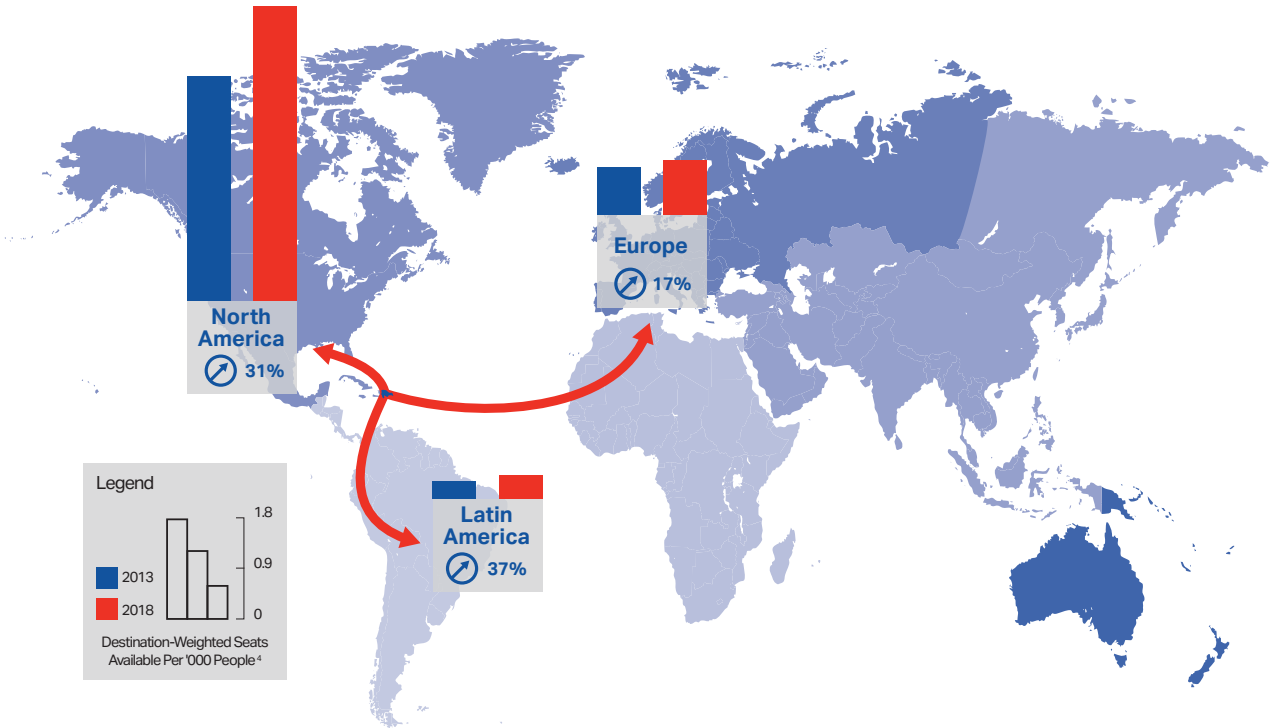 North
America
31%
Europe
17%
Latin
America
37%
Legend
1.8
0.9
0
2013
2018
Destination-Weighted Seats
Available Per '000 People 4